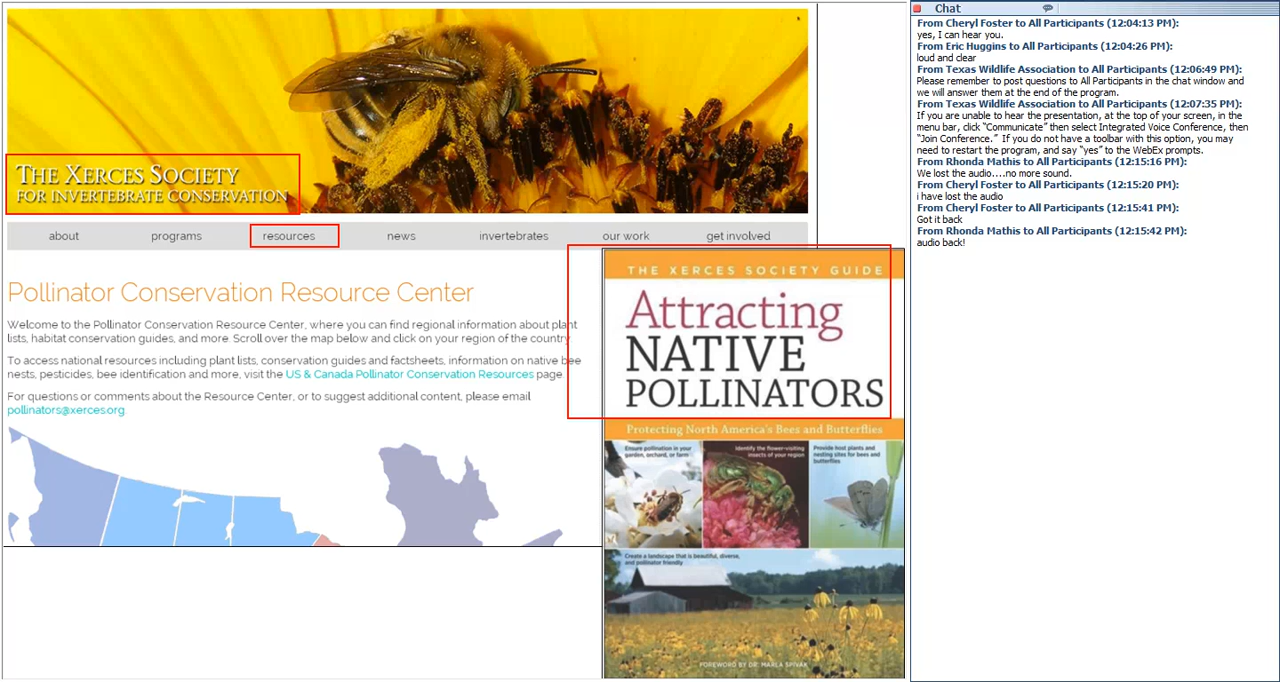 THE XERCES SOCIETY
FOR INVERTEBRATE CONSERVATION
about programs resources news invertebrates our work get involved
Pollinator Conservation Resource Center
Welcome to the Pollinator Conservation Resource Center, where you can find regional information about plant
lists, habitat conservation guides, and more. Scroll over the map below and click on your region of the country.
To access national resources including plant lists, conservation guides and factsheets, information on native bee
nests, pesticides, bee identification and more, visit the US & Canada Pollinator Conservation Resources page.
For questions or comments about the Resource Center, or to suggest additional content, please email
pollinators@xerces.org.
THE XERCES SOCIETY GUIDE
Attracting
NATIVE
POLLINATORS
Protecting North America's Bees and Butterflies
Ensure pollination in your
garden, orchard, or farm
Identify the flower-visiting
insects of your region
Provide host plants and
nesting sites for bees and
butterflies
Create a landscape that is beautiful, diverse,
and pollinator friendly
FOREWORD BY DR. MARLA SPIVAK
Chat
From Cheryl Foster to All Participants (12:04:13 PM):
yes, I can hear you.
From Eric Huggins to All Participants (12:04:26 PM):
loud and clear
From Texas Wildlife Association to All Participants (12:06:49 PM):
Please remember to post questions to All Participants in the chat window and
we will answer them at the end of the program.
From Texas Wildlife Association to All Participants (12:07:35 PM):
If you are unable to hear the presentation, at the top of your screen, in the
menu bar, click “Communicate” then select Integrated Voice Conference, then
“Join Conference.” If you do not have a toolbar with this option, you may
need to restart the program, and say “yes” to the WebEx prompts.
From Rhonda Mathis to All Participants (12:15:16 PM):
We lost the audio....no more sound.
From Cheryl Foster to All Participants (12:15:20 PM):
i have lost the audio
From Cheryl Foster to All Participants (12:15:41 PM):
Got it back
From Rhonda Mathis to All Participants (12:15:42 PM):
audio back!